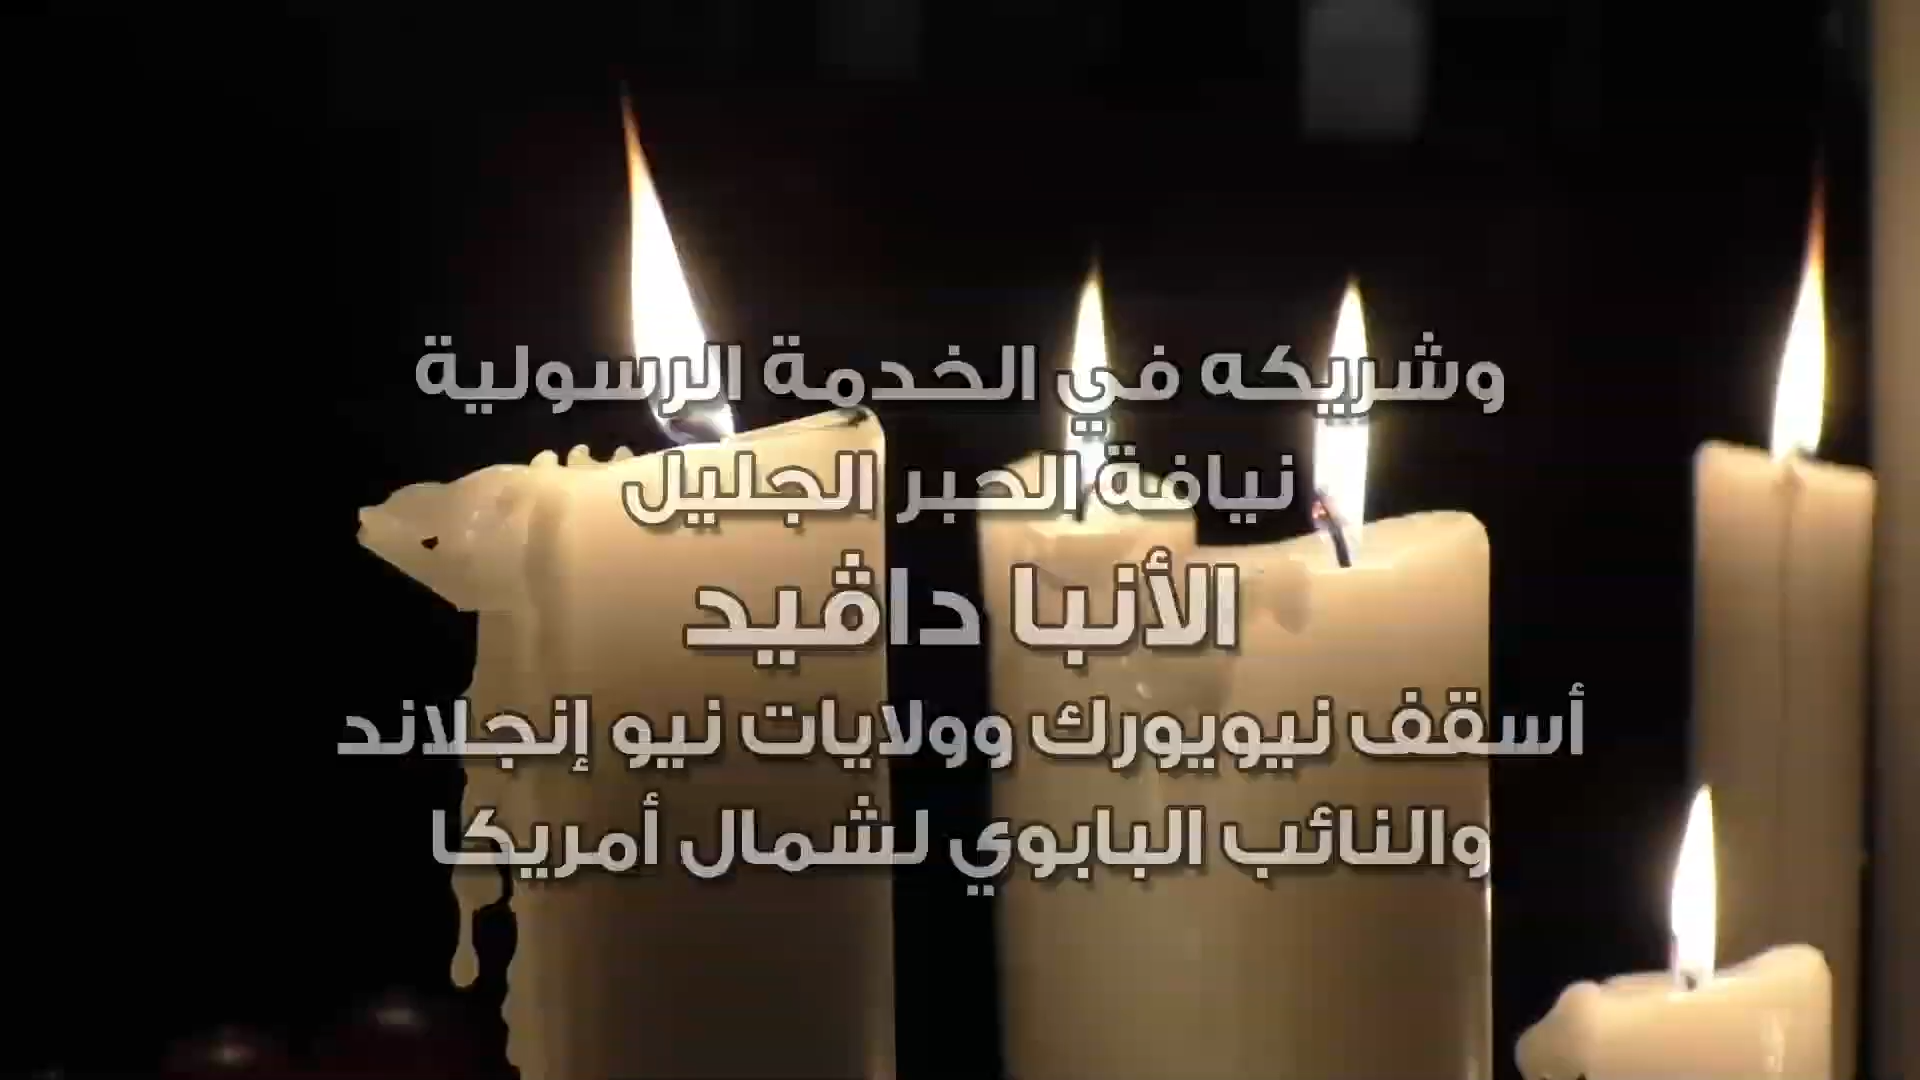 وشريكه في الخدمة الرسولية
نيافة الحبر الجليل
الأنبا داڤيد
أسقف نيويورك وولايات نيو إنجلاند
والنائب البابوي لشمال أمريكا